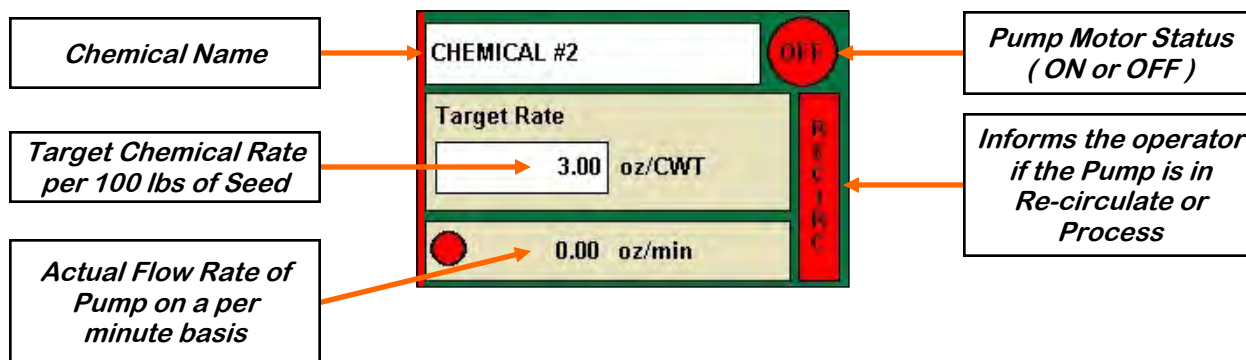 Chemical Name
Target Chemical Rate
per 100 lbs of Seed
Actual Flow Rate of
Pump on a per
minute basis
CHEMICAL #2
OFF
Target Rate
3.00 oz/CWT
0.00 oz/min
RECIRC
Pump Motor Status
( ON or OFF )
Informs the operator
if the Pump is in
Re-circulate or
Process